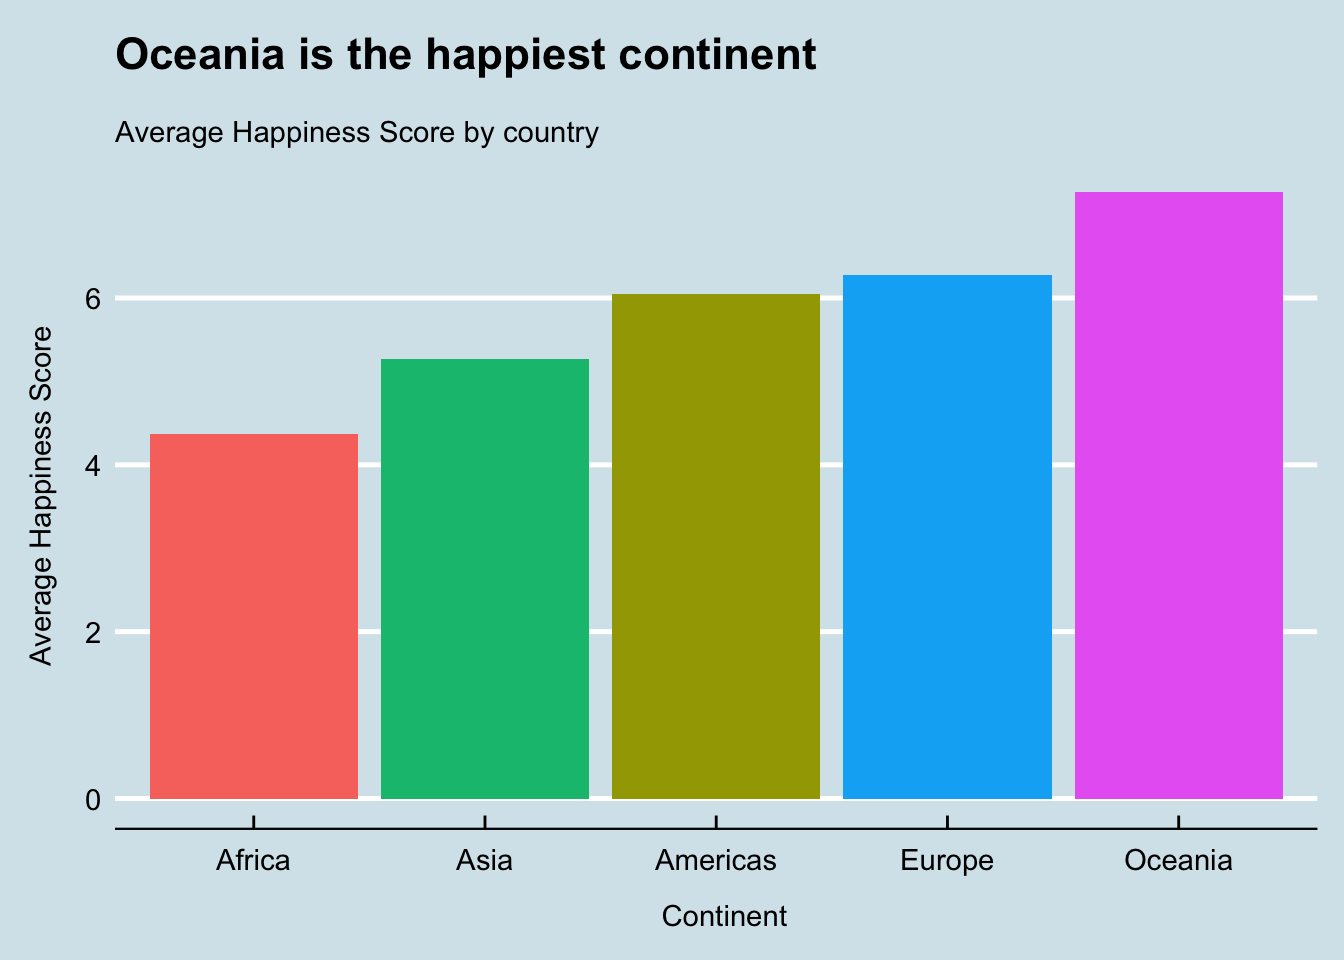 Oceania is the happiest continent
Average Happiness Score by country
Average Happiness Score
6
4
2
0
Africa Asia Americas Europe Oceania
Continent